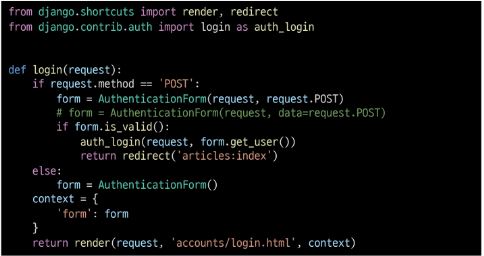 from django.shortcuts import render, redirect
from django.contrib.auth import login as auth_login
def login(request):
    if request.method == 'POST':
        form = AuthenticationForm(request, request.POST)
        # form = AuthenticationForm(request, data=request.POST)
        if form.is_valid():
            auth_login(request, form.get_user())
            return redirect('articles:index')
    else:
        form = AuthenticationForm()
    context = {
        'form': form
    }
    return render(request, 'accounts/login.html', context)